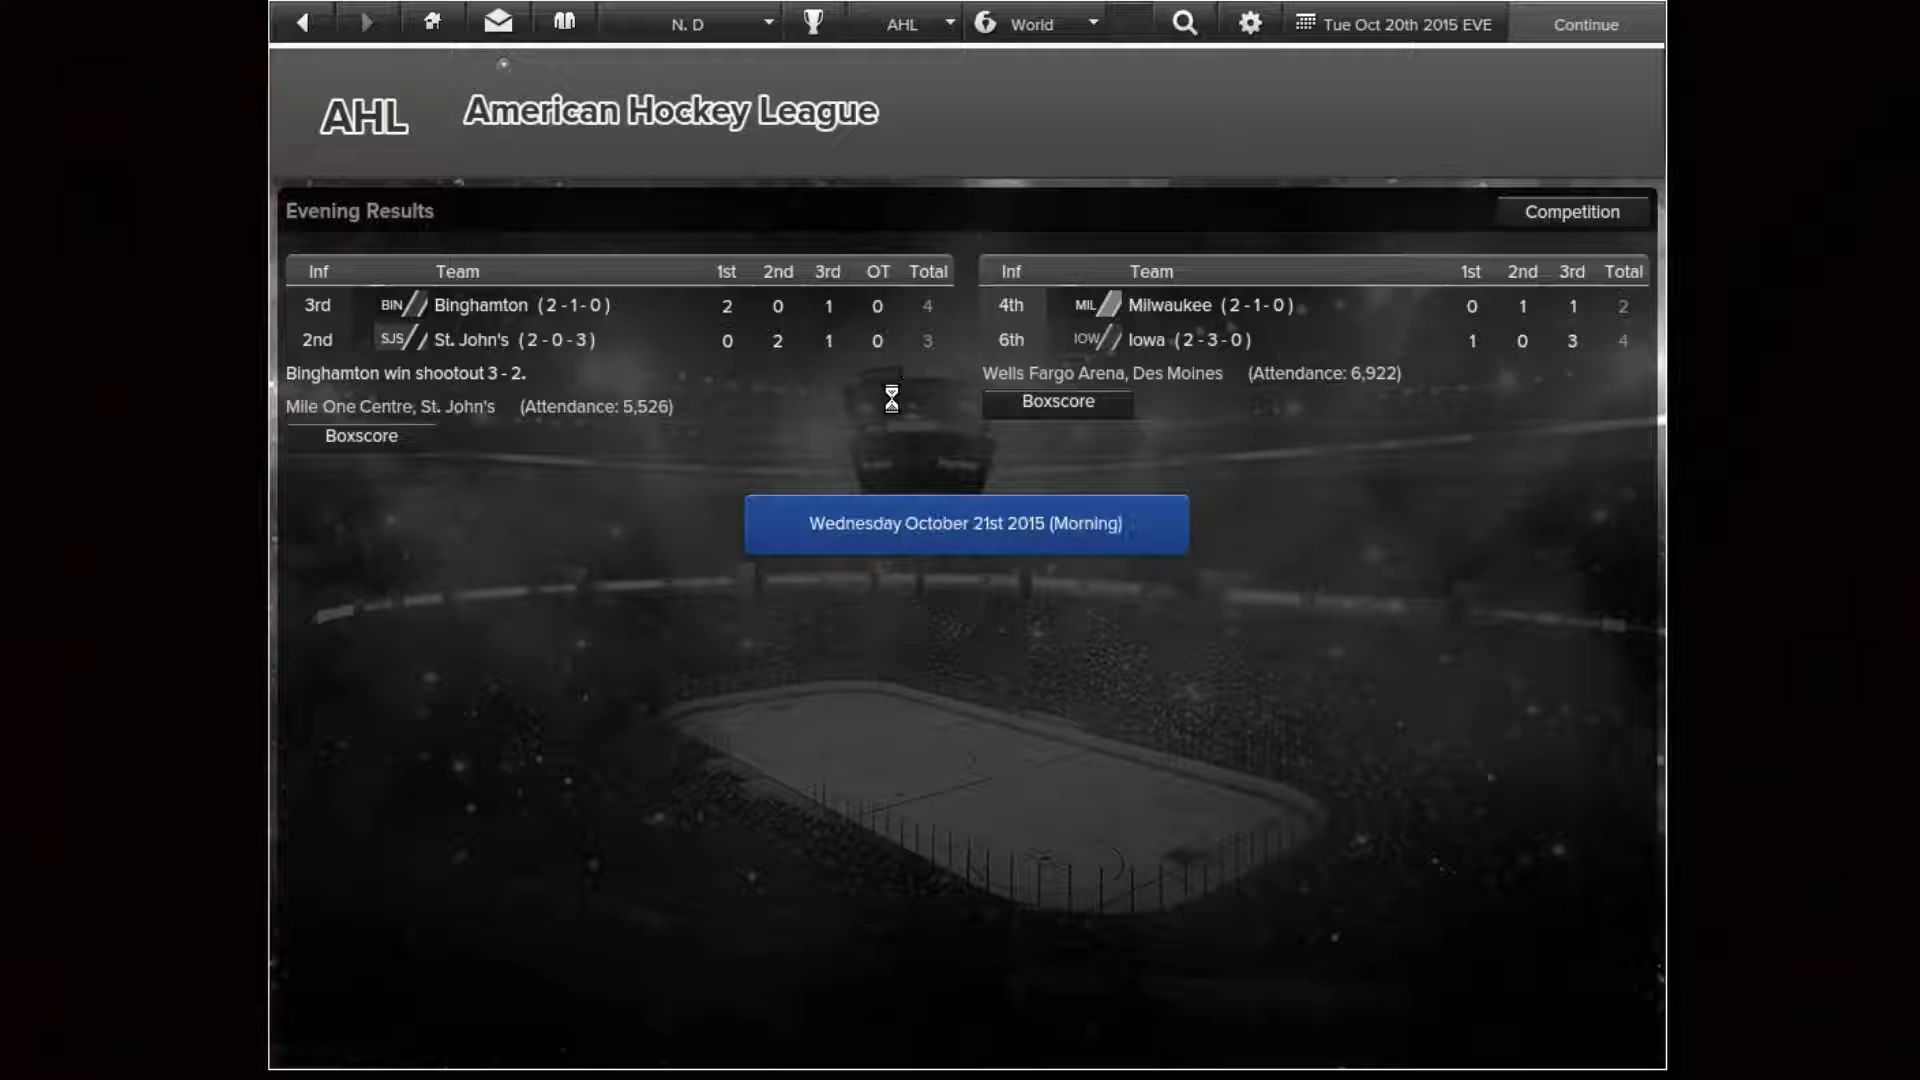 N. D AHL World Tue Oct 20th 2015 EVE Continue
AHL American Hockey League
Evening Results Competition
Inf Team 1st 2nd 3rd OT Total
3rd BIN Binghamton ( 2 - 1 - 0 ) 2 0 1 0 4
2nd SJS St. John's ( 2 - 0 - 3 ) 0 2 1 0 3
Binghamton win shootout 3 - 2.
Mile One Centre, St. John's (Attendance: 5,526)
Boxscore
Inf Team 1st 2nd 3rd Total
4th MIL Milwaukee ( 2 - 1 - 0 ) 0 1 1 2
6th IOW Iowa ( 2 - 3 - 0 ) 1 0 3 4
Wells Fargo Arena, Des Moines (Attendance: 6,922)
Boxscore
Wednesday October 21st 2015 (Morning)